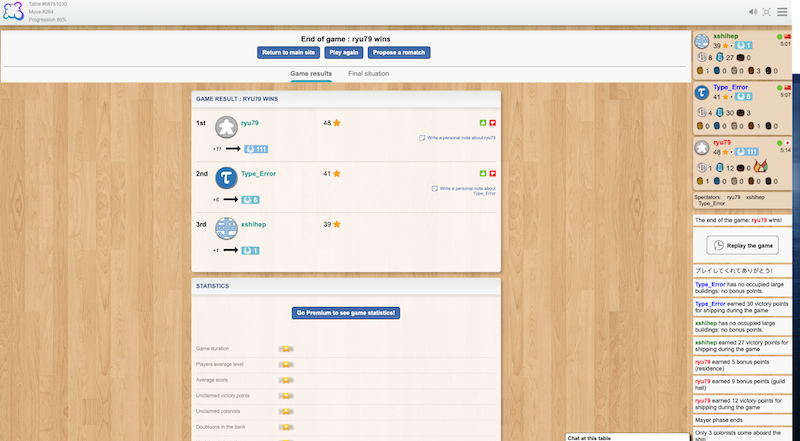 Table #68751030
Move #284
Progression 95%
End of game : ryu79 wins
Return to main site
Play again
Propose a rematch
Game results
Final situation
GAME RESULT : RYU79 WINS
1st
ryu79
48
+11
111
Write a personal note about ryu79
2nd
Type_Error
41
+6
6
Write a personal note about
Type_Error
3rd
xshihep
39
+1
1
STATISTICS
Go Premium to see game statistics!
Game duration
Players average level
Average score
Unclaimed victory points
Unclaimed colonists
Doubloons in the bank
xshihep
39 • 1
5:01
8 27 0
1 0 0 3 0
Type_Error
41 • 6
5:07
4 30 3
0 0 0 1 0
ryu79
48 • 111
5:14
1 12 0
1 0 0 0 0
Spectators: ryu79 xshihep
Type_Error
The end of the game: ryu79 wins!
Replay the game
プレイしてくれてありがとう!
Type_Error has no occupied large
buildings: no bonus points.
Type_Error earned 30 victory points
for shipping during the game
xshihep has no occupied large
buildings: no bonus points.
xshihep earned 27 victory points for
shipping during the game
ryu79 earned 5 bonus points
(residence)
ryu79 earned 9 bonus points (guild
hall)
ryu79 earned 12 victory points for
shipping during the game
Mayor phase ends
Only 3 colonists come aboard the
ship
Chat at this table